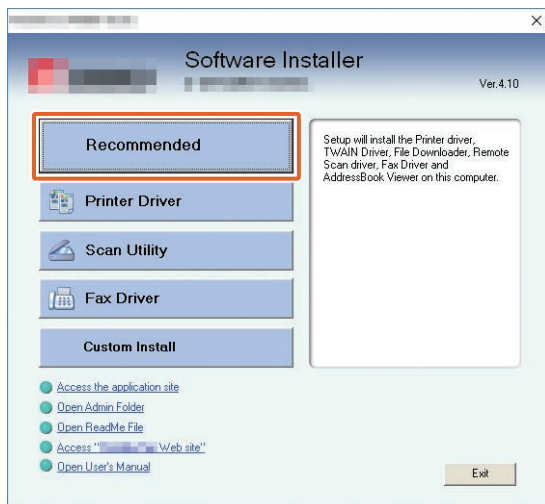 Software Installer
Ver.4.10
Recommended
Setup will install the Printer driver,
TWAIN Driver, File Downloader, Remote
Scan driver, Fax Driver and
AddressBook Viewer on this computer.
Printer Driver
Scan Utility
Fax Driver
Custom Install
Access the application site
Open Admin Folder
Open ReadMe File
Access " Web site"
Open User's Manual
Exit